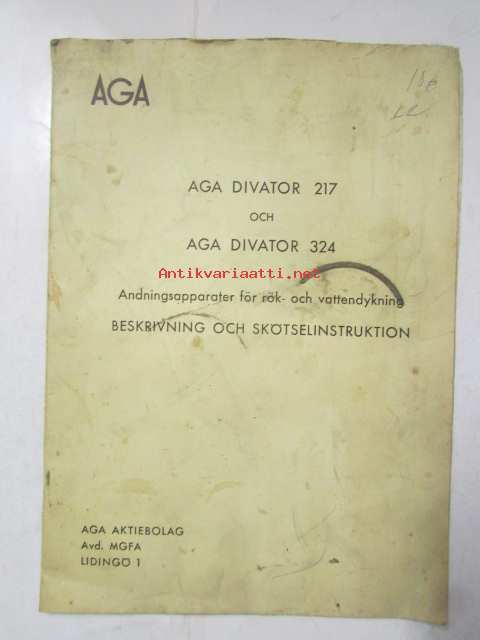 AGA
AGA DIVATOR 217
OCH
AGA DIVATOR 324
Antikvariaatti.net
Andningsapparater för rök- och vattendykning
BESKRIVNING OCH SKÖTSELINSTRUKTION
AGA AKTIEBOLAG
Avd. MGFA
LIDINGÖ 1